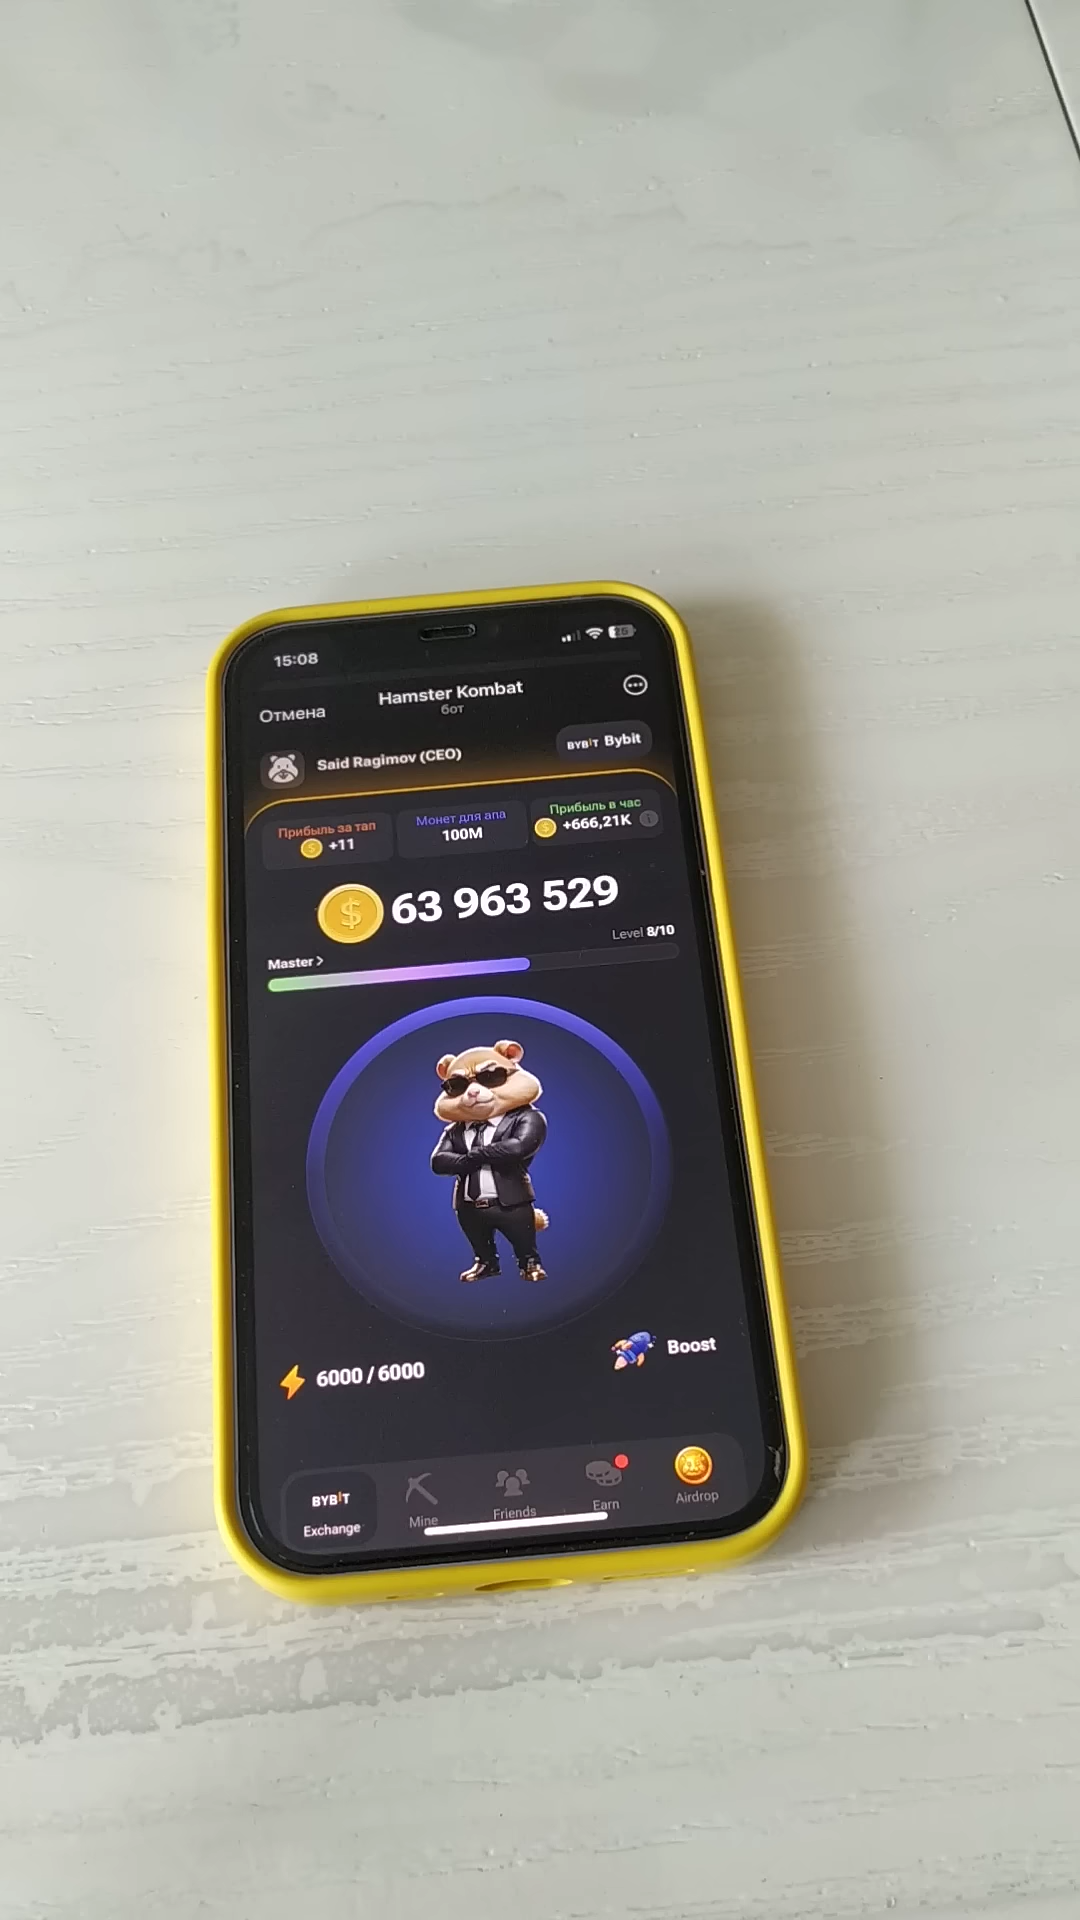 15:08
25
Отмена
Hamster Kombat
бот
Said Ragimov (CEO)
BYBIT Bybit
Прибыль за тап
+11
Монет для апа
100M
Прибыль в час
+666,21K
63 963 529
Master >
Level 8/10
6000 / 6000
Boost
BYBIT
Exchange
Mine
Friends
Earn
Airdrop